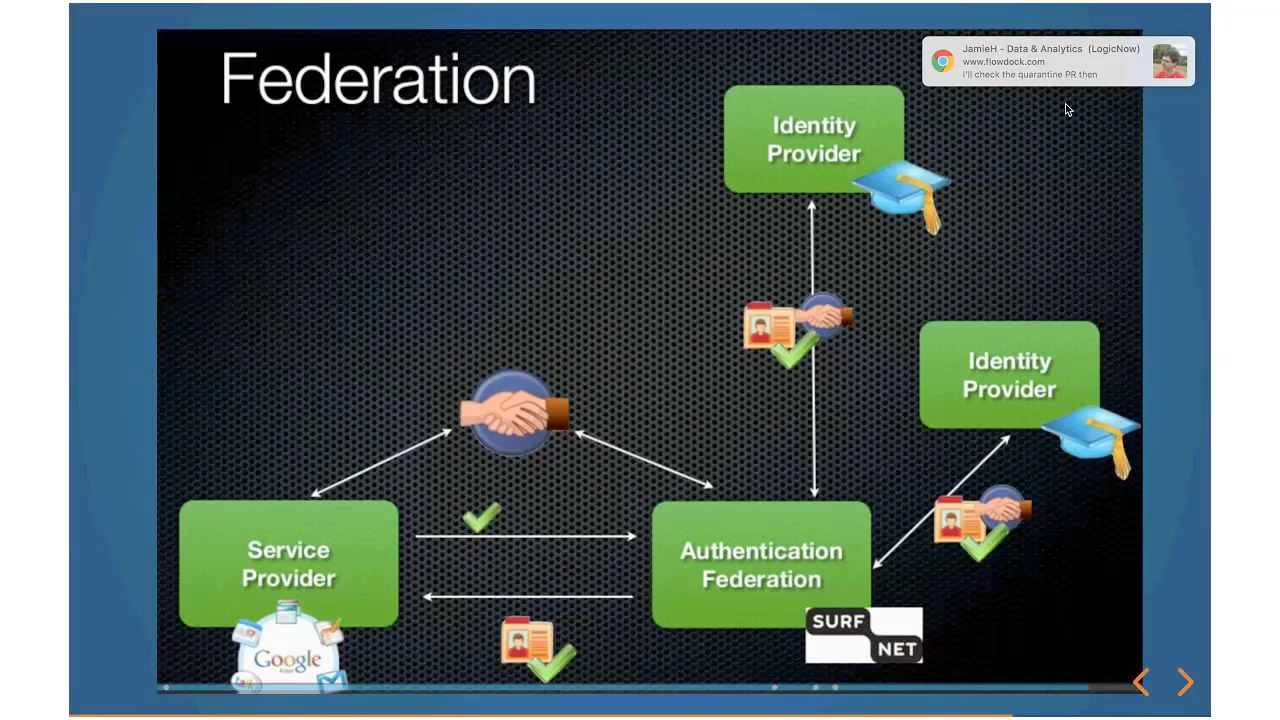 Federation
JamieH - Data & Analytics (LogicNow)
www.flowdock.com
I'll check the quarantine PR then
Identity
Provider
Identity
Provider
Service
Provider
Authentication
Federation
Google
SURF
NET